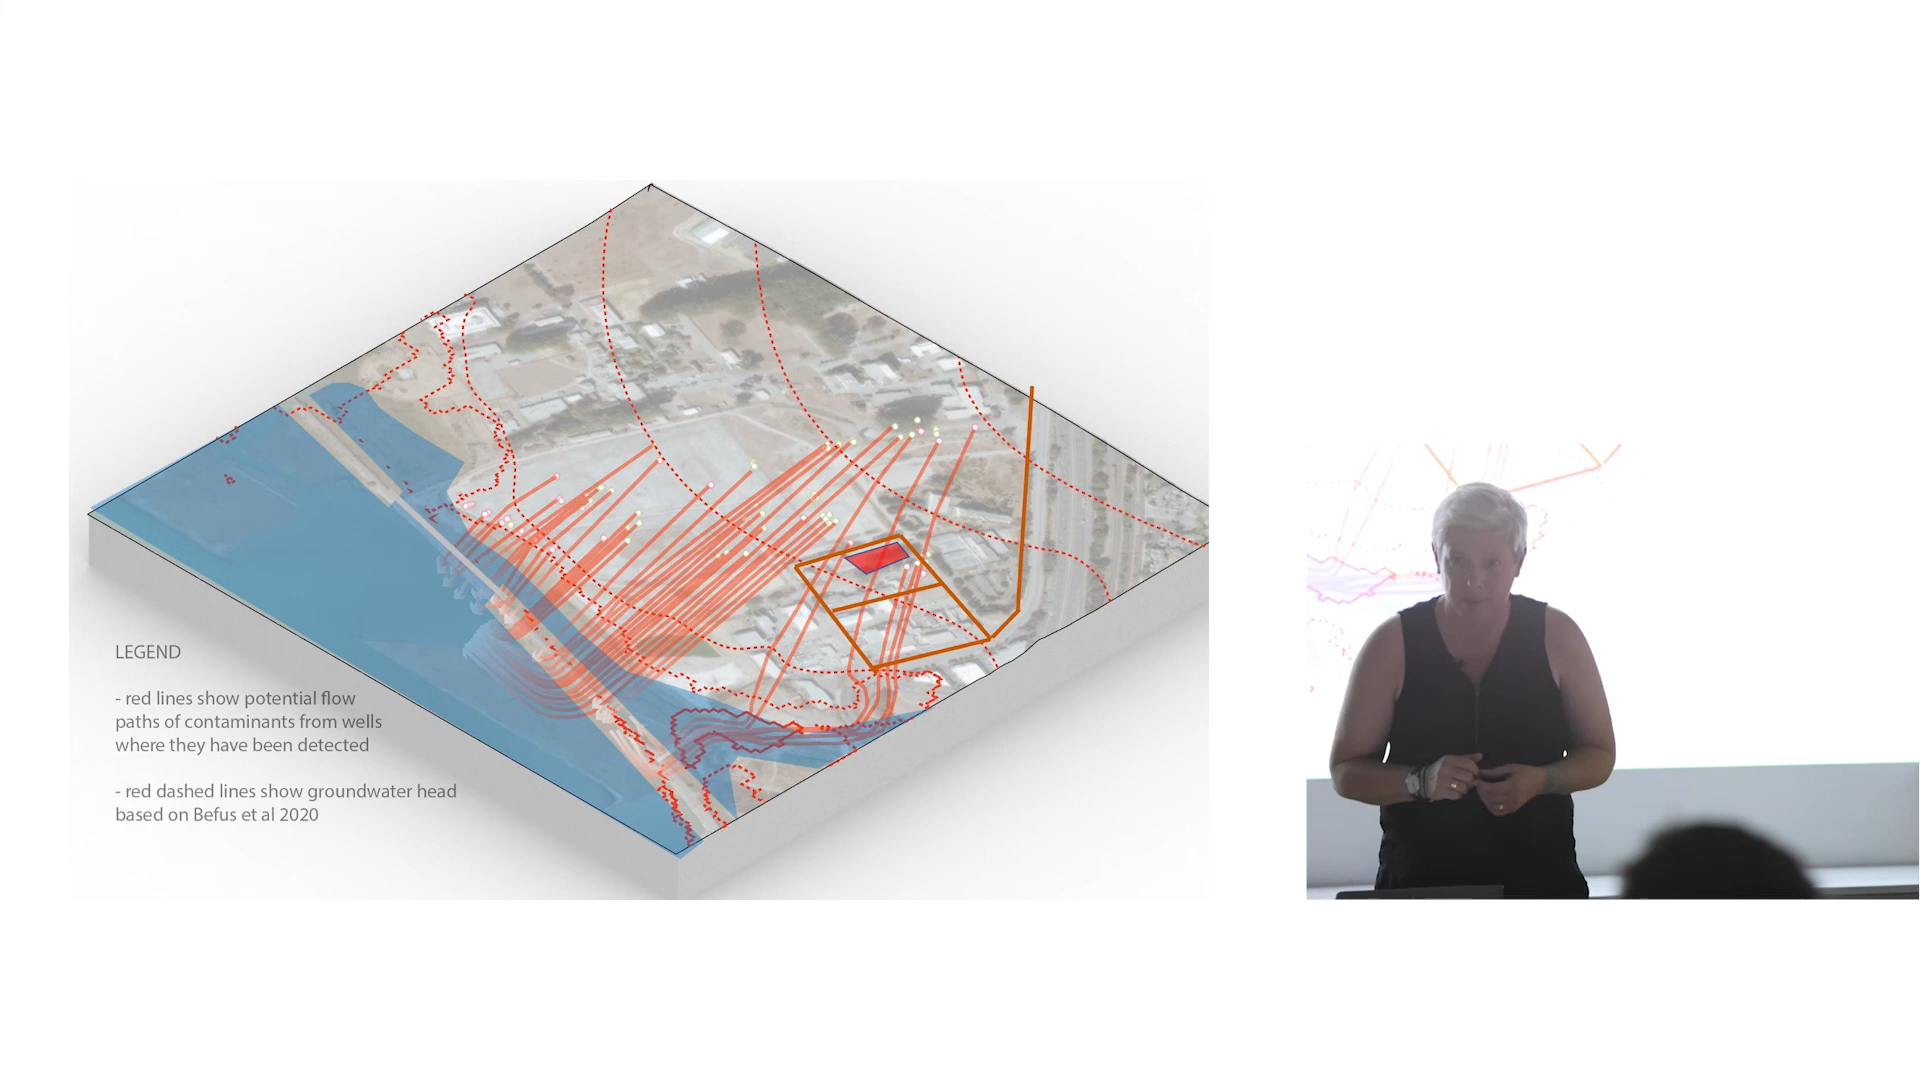 LEGEND
- red lines show potential flow
paths of contaminants from wells
where they have been detected
- red dashed lines show groundwater head
based on Befus et al 2020